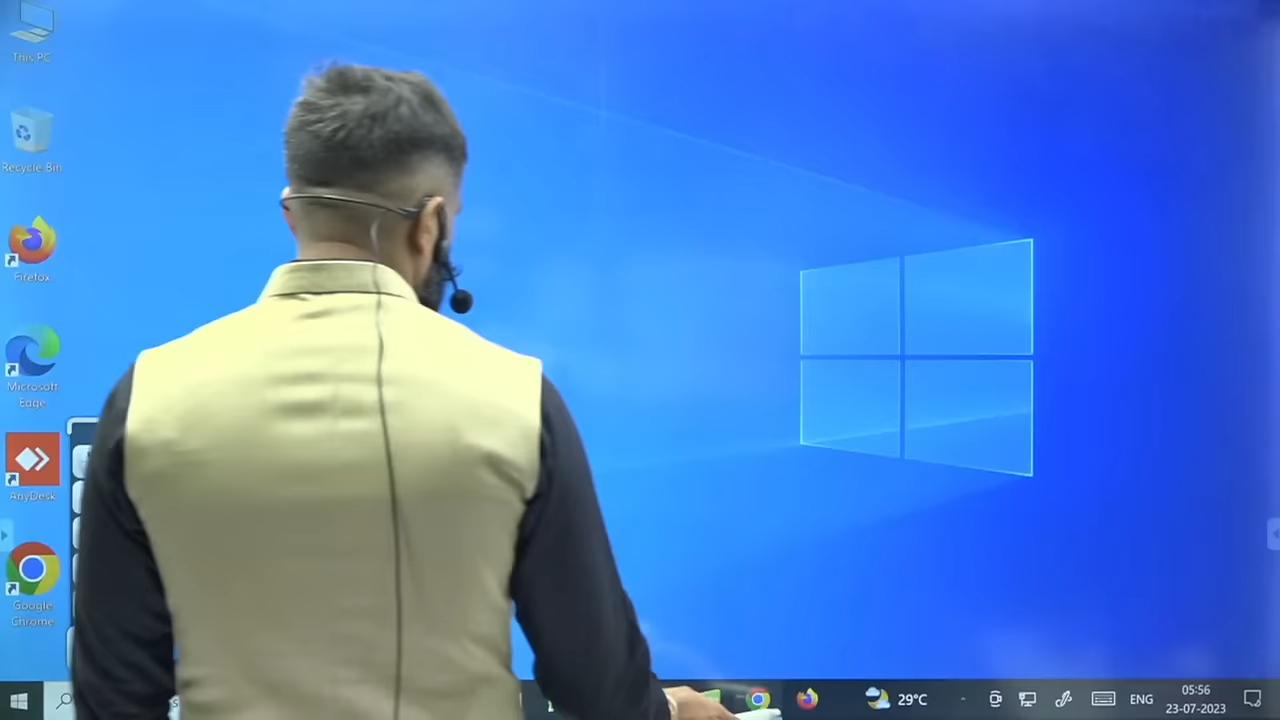 This PC
Recycle Bin
Firefox
Microsoft
Edge
AnyDesk
Google
Chrome
29°C
ENG
05:56
23-07-2023